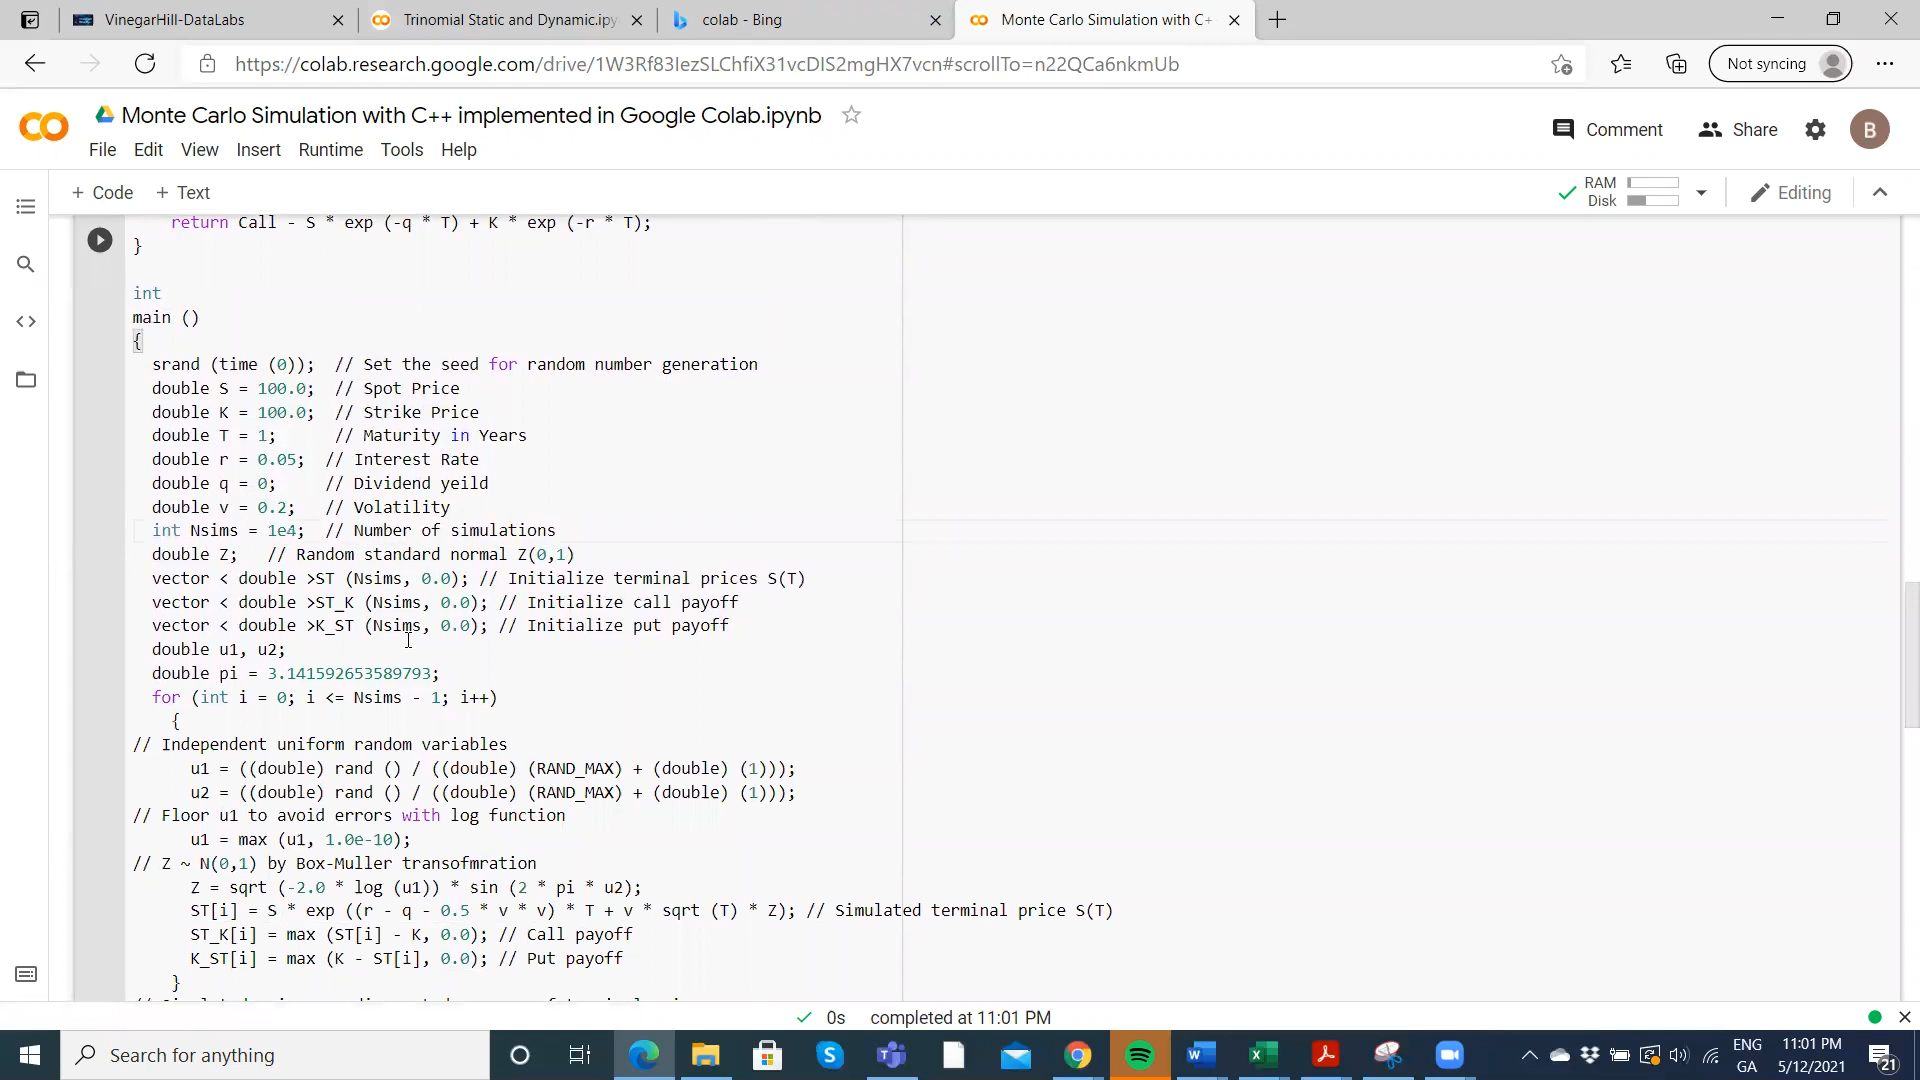 VinegarHill-DataLabs
Trinomial Static and Dynamic.ipy
colab - Bing
Monte Carlo Simulation with C+
https://colab.research.google.com/drive/1W3Rf83IezSLChfiX31vcDIS2mgHX7vcn#scrollTo=n22QCa6nkmUb
Not syncing
Monte Carlo Simulation with C++ implemented in Google Colab.ipynb
Comment
Share
B
File Edit View Insert Runtime Tools Help
+ Code + Text
RAM
Disk
Editing
return Call - S * exp (-q * T) + K * exp (-r * T);
}
int
main ()
{
srand (time (0)); // Set the seed for random number generation
double S = 100.0; // Spot Price
double K = 100.0; // Strike Price
double T = 1; // Maturity in Years
double r = 0.05; // Interest Rate
double q = 0; // Dividend yeild
double v = 0.2; // Volatility
int Nsims = 1e4; // Number of simulations
double Z; // Random standard normal Z(0,1)
vector < double >ST (Nsims, 0.0); // Initialize terminal prices S(T)
vector < double >ST_K (Nsims, 0.0); // Initialize call payoff
vector < double >K_ST (Nsims, 0.0); // Initialize put payoff
double u1, u2;
double pi = 3.141592653589793;
for (int i = 0; i <= Nsims - 1; i++)
{
// Independent uniform random variables
u1 = ((double) rand () / ((double) (RAND_MAX) + (double) (1)));
u2 = ((double) rand () / ((double) (RAND_MAX) + (double) (1)));
// Floor u1 to avoid errors with log function
u1 = max (u1, 1.0e-10);
// Z ~ N(0,1) by Box-Muller transofmration
Z = sqrt (-2.0 * log (u1)) * sin (2 * pi * u2);
ST[i] = S * exp ((r - q - 0.5 * v * v) * T + v * sqrt (T) * Z); // Simulated terminal price S(T)
ST_K[i] = max (ST[i] - K, 0.0); // Call payoff
K_ST[i] = max (K - ST[i], 0.0); // Put payoff
}
0s completed at 11:01 PM
Search for anything
ENG
GA
11:01 PM
5/12/2021
21